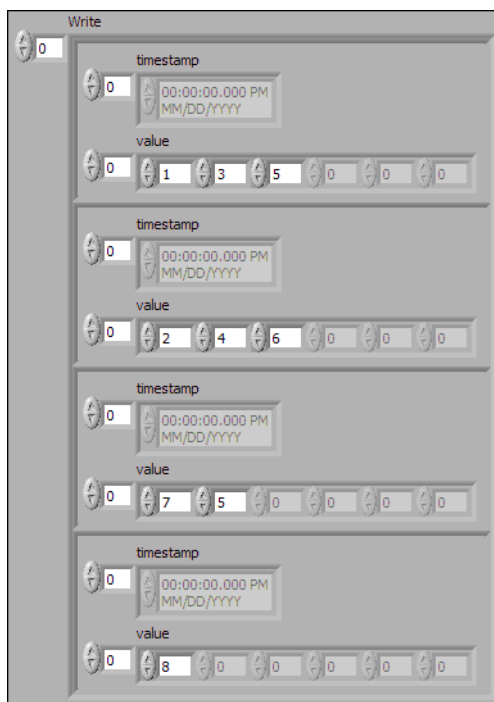 Write
0
timestamp
0 00:00:00.000 PM
MM/DD/YYYY
value
0 1 3 5 0 0 0
timestamp
0 00:00:00.000 PM
MM/DD/YYYY
value
0 2 4 6 0 0 0
timestamp
0 00:00:00.000 PM
MM/DD/YYYY
value
0 7 5 0 0 0 0
timestamp
0 00:00:00.000 PM
MM/DD/YYYY
value
0 8 0 0 0 0 0